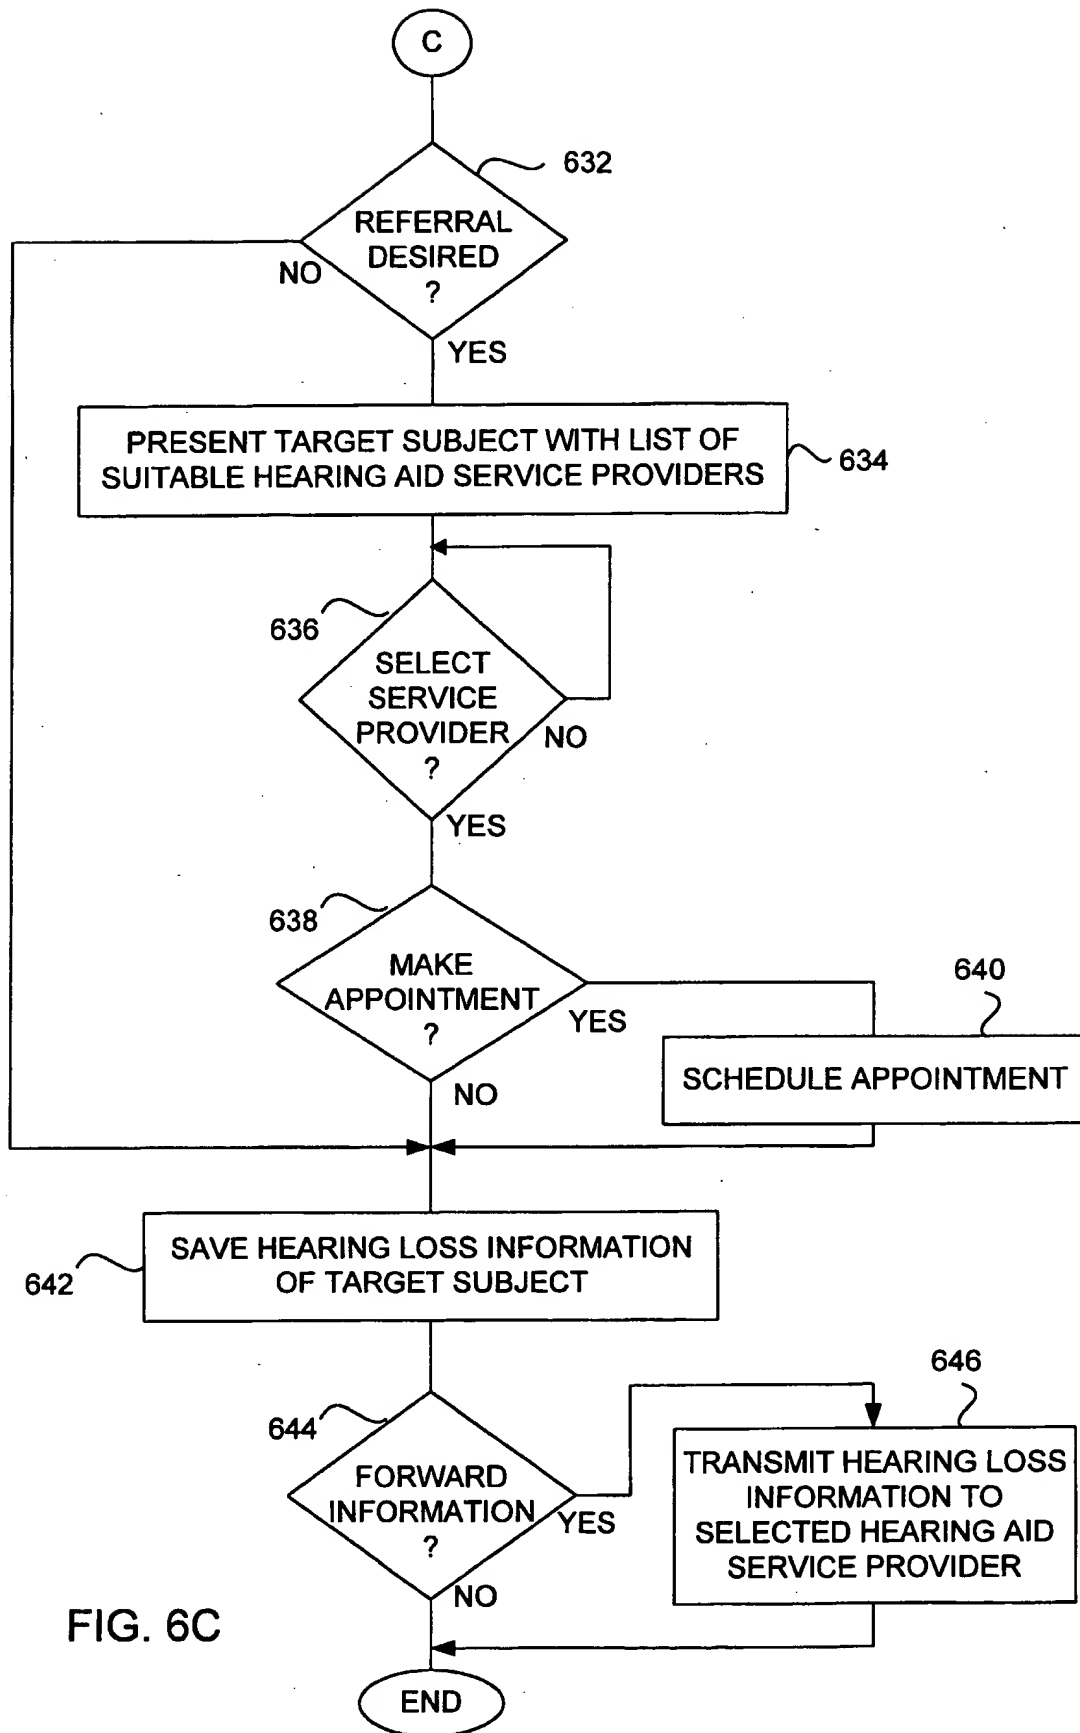 C
632
REFERRAL
DESIRED
?
NO
YES
PRESENT TARGET SUBJECT WITH LIST OF
SUITABLE HEARING AID SERVICE PROVIDERS
634
636
SELECT
SERVICE
PROVIDER
?
NO
YES
638
MAKE
APPOINTMENT
?
YES
NO
640
SCHEDULE APPOINTMENT
SAVE HEARING LOSS INFORMATION
OF TARGET SUBJECT
642
644
FORWARD
INFORMATION
?
YES
NO
646
TRANSMIT HEARING LOSS
INFORMATION TO
SELECTED HEARING AID
SERVICE PROVIDER
FIG. 6C
END